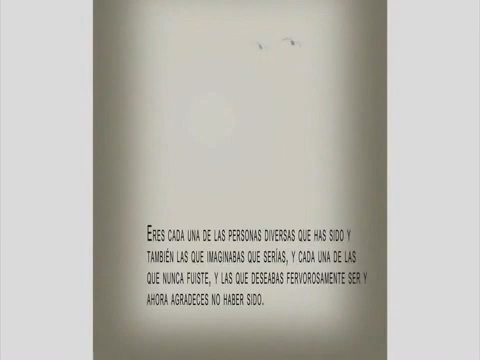 Eres cada una de las personas diversas que has sido y
también las que imaginabas que serías, y cada una de las
que nunca fuiste, y las que deseabas fervorosamente ser y
ahora agradeces no haber sido.